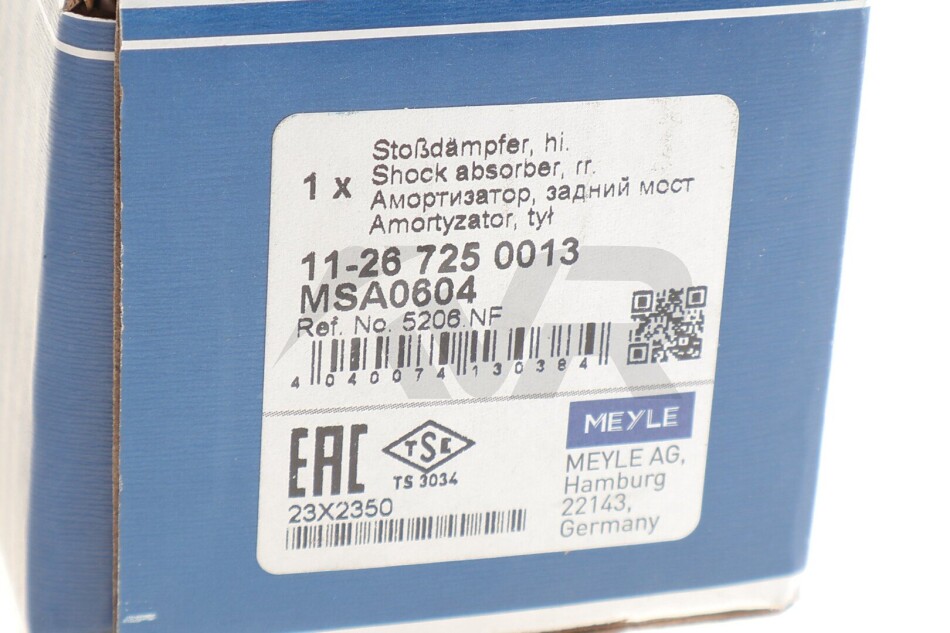 1 x
Stoßdämpfer, hi.
Shock absorber, rr.
Амортизатор, задний мост
Amortyzator, tył
11-26 725 0013
MSA0604
Ref. No. 5206.NF
4 040074 130384
EAC
TSE
TS 3034
23X2350
MEYLE
MEYLE AG,
Hamburg
22143,
Germany